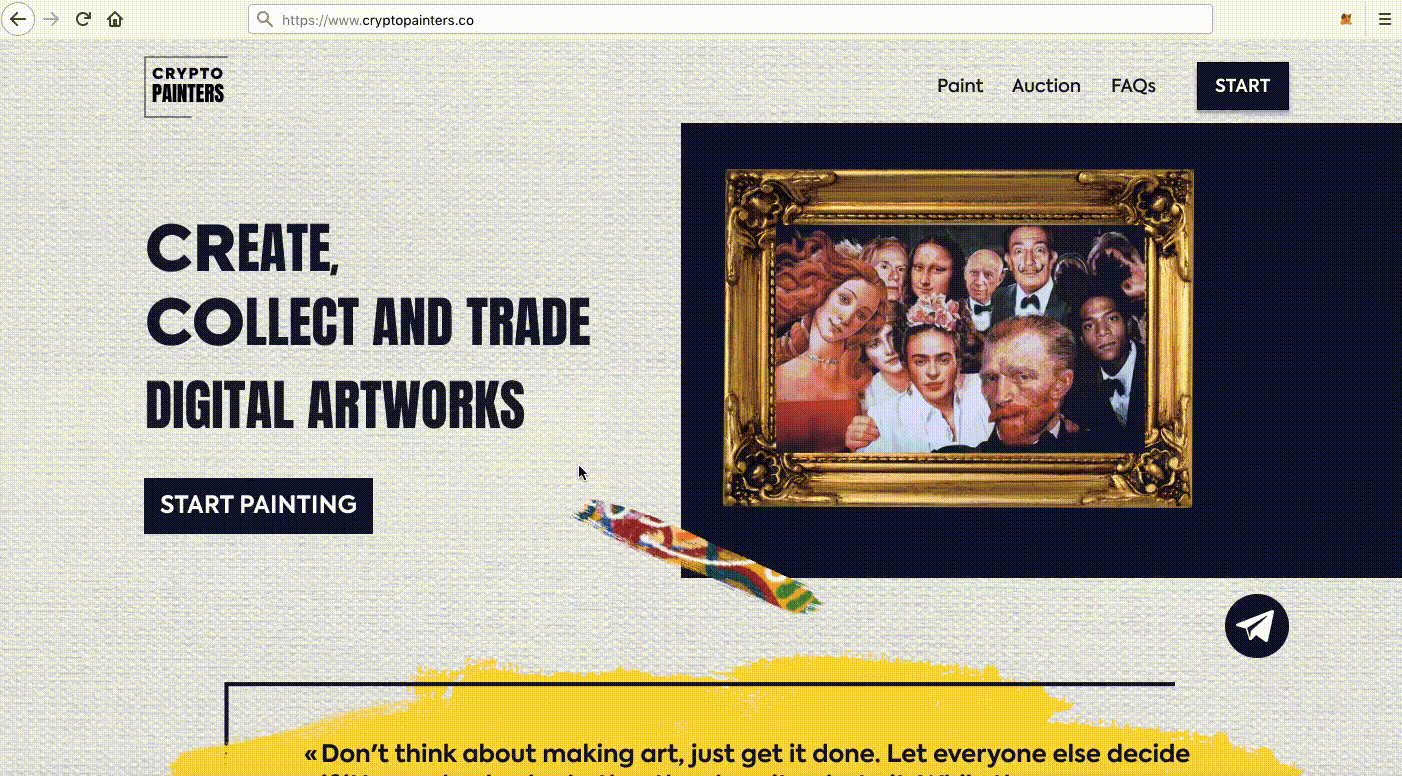 https://www.cryptopainters.co
CRYPTO
PAINTERS
Paint
Auction
FAQs
START
CREATE,
COLLECT AND TRADE
DIGITAL ARTWORKS
START PAINTING
« Don't think about making art, just get it done. Let everyone else decide